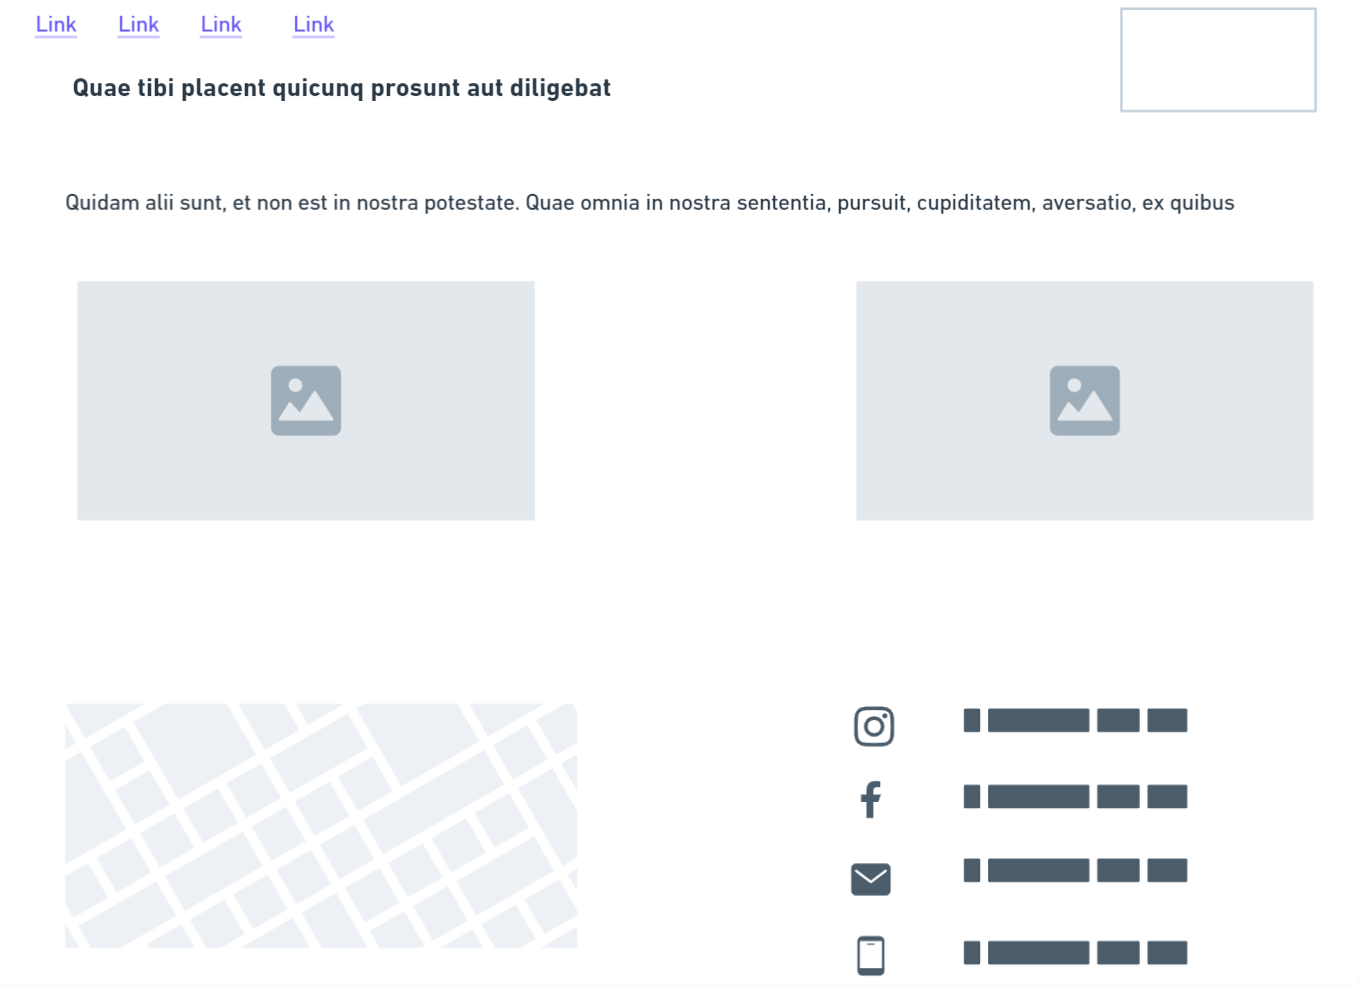 Link Link Link Link
Quae tibi placent quicunq prosunt aut diligebat
Quidam alii sunt, et non est in nostra potestate. Quae omnia in nostra sententia, pursuit, cupiditatem, aversatio, ex quibus